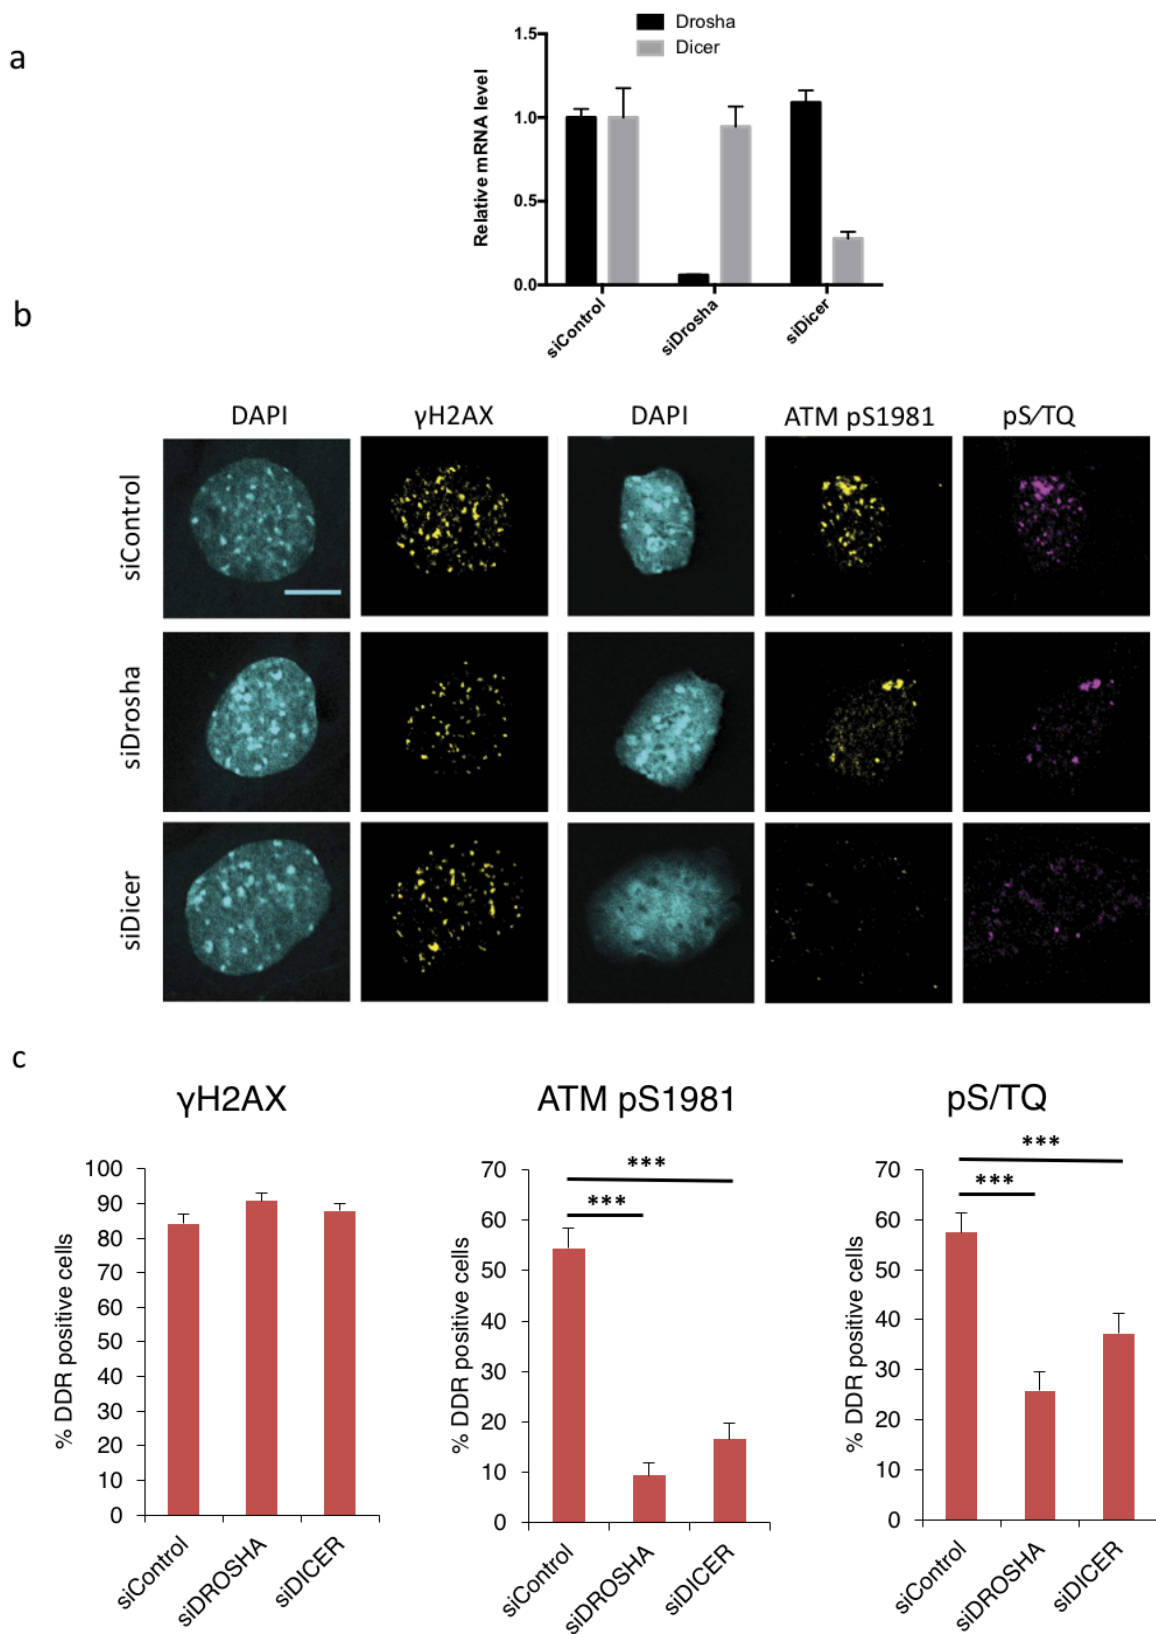 a
Drosha
Dicer
Relative mRNA level
1.5
1.0
0.5
0.0
siControl
siDrosha
siDicer
b
DAPI γH2AX DAPI ATM pS1981 pS/TQ
siControl
siDrosha
siDicer
c
γH2AX
% DDR positive cells
100
90
80
70
60
50
40
30
20
10
0
siControl
siDROSHA
siDICER
ATM pS1981
% DDR positive cells
70
60
50
40
30
20
10
0
***
***
siControl
siDROSHA
siDICER
pS/TQ
% DDR positive cells
70
60
50
40
30
20
10
0
***
***
siControl
siDROSHA
siDICER